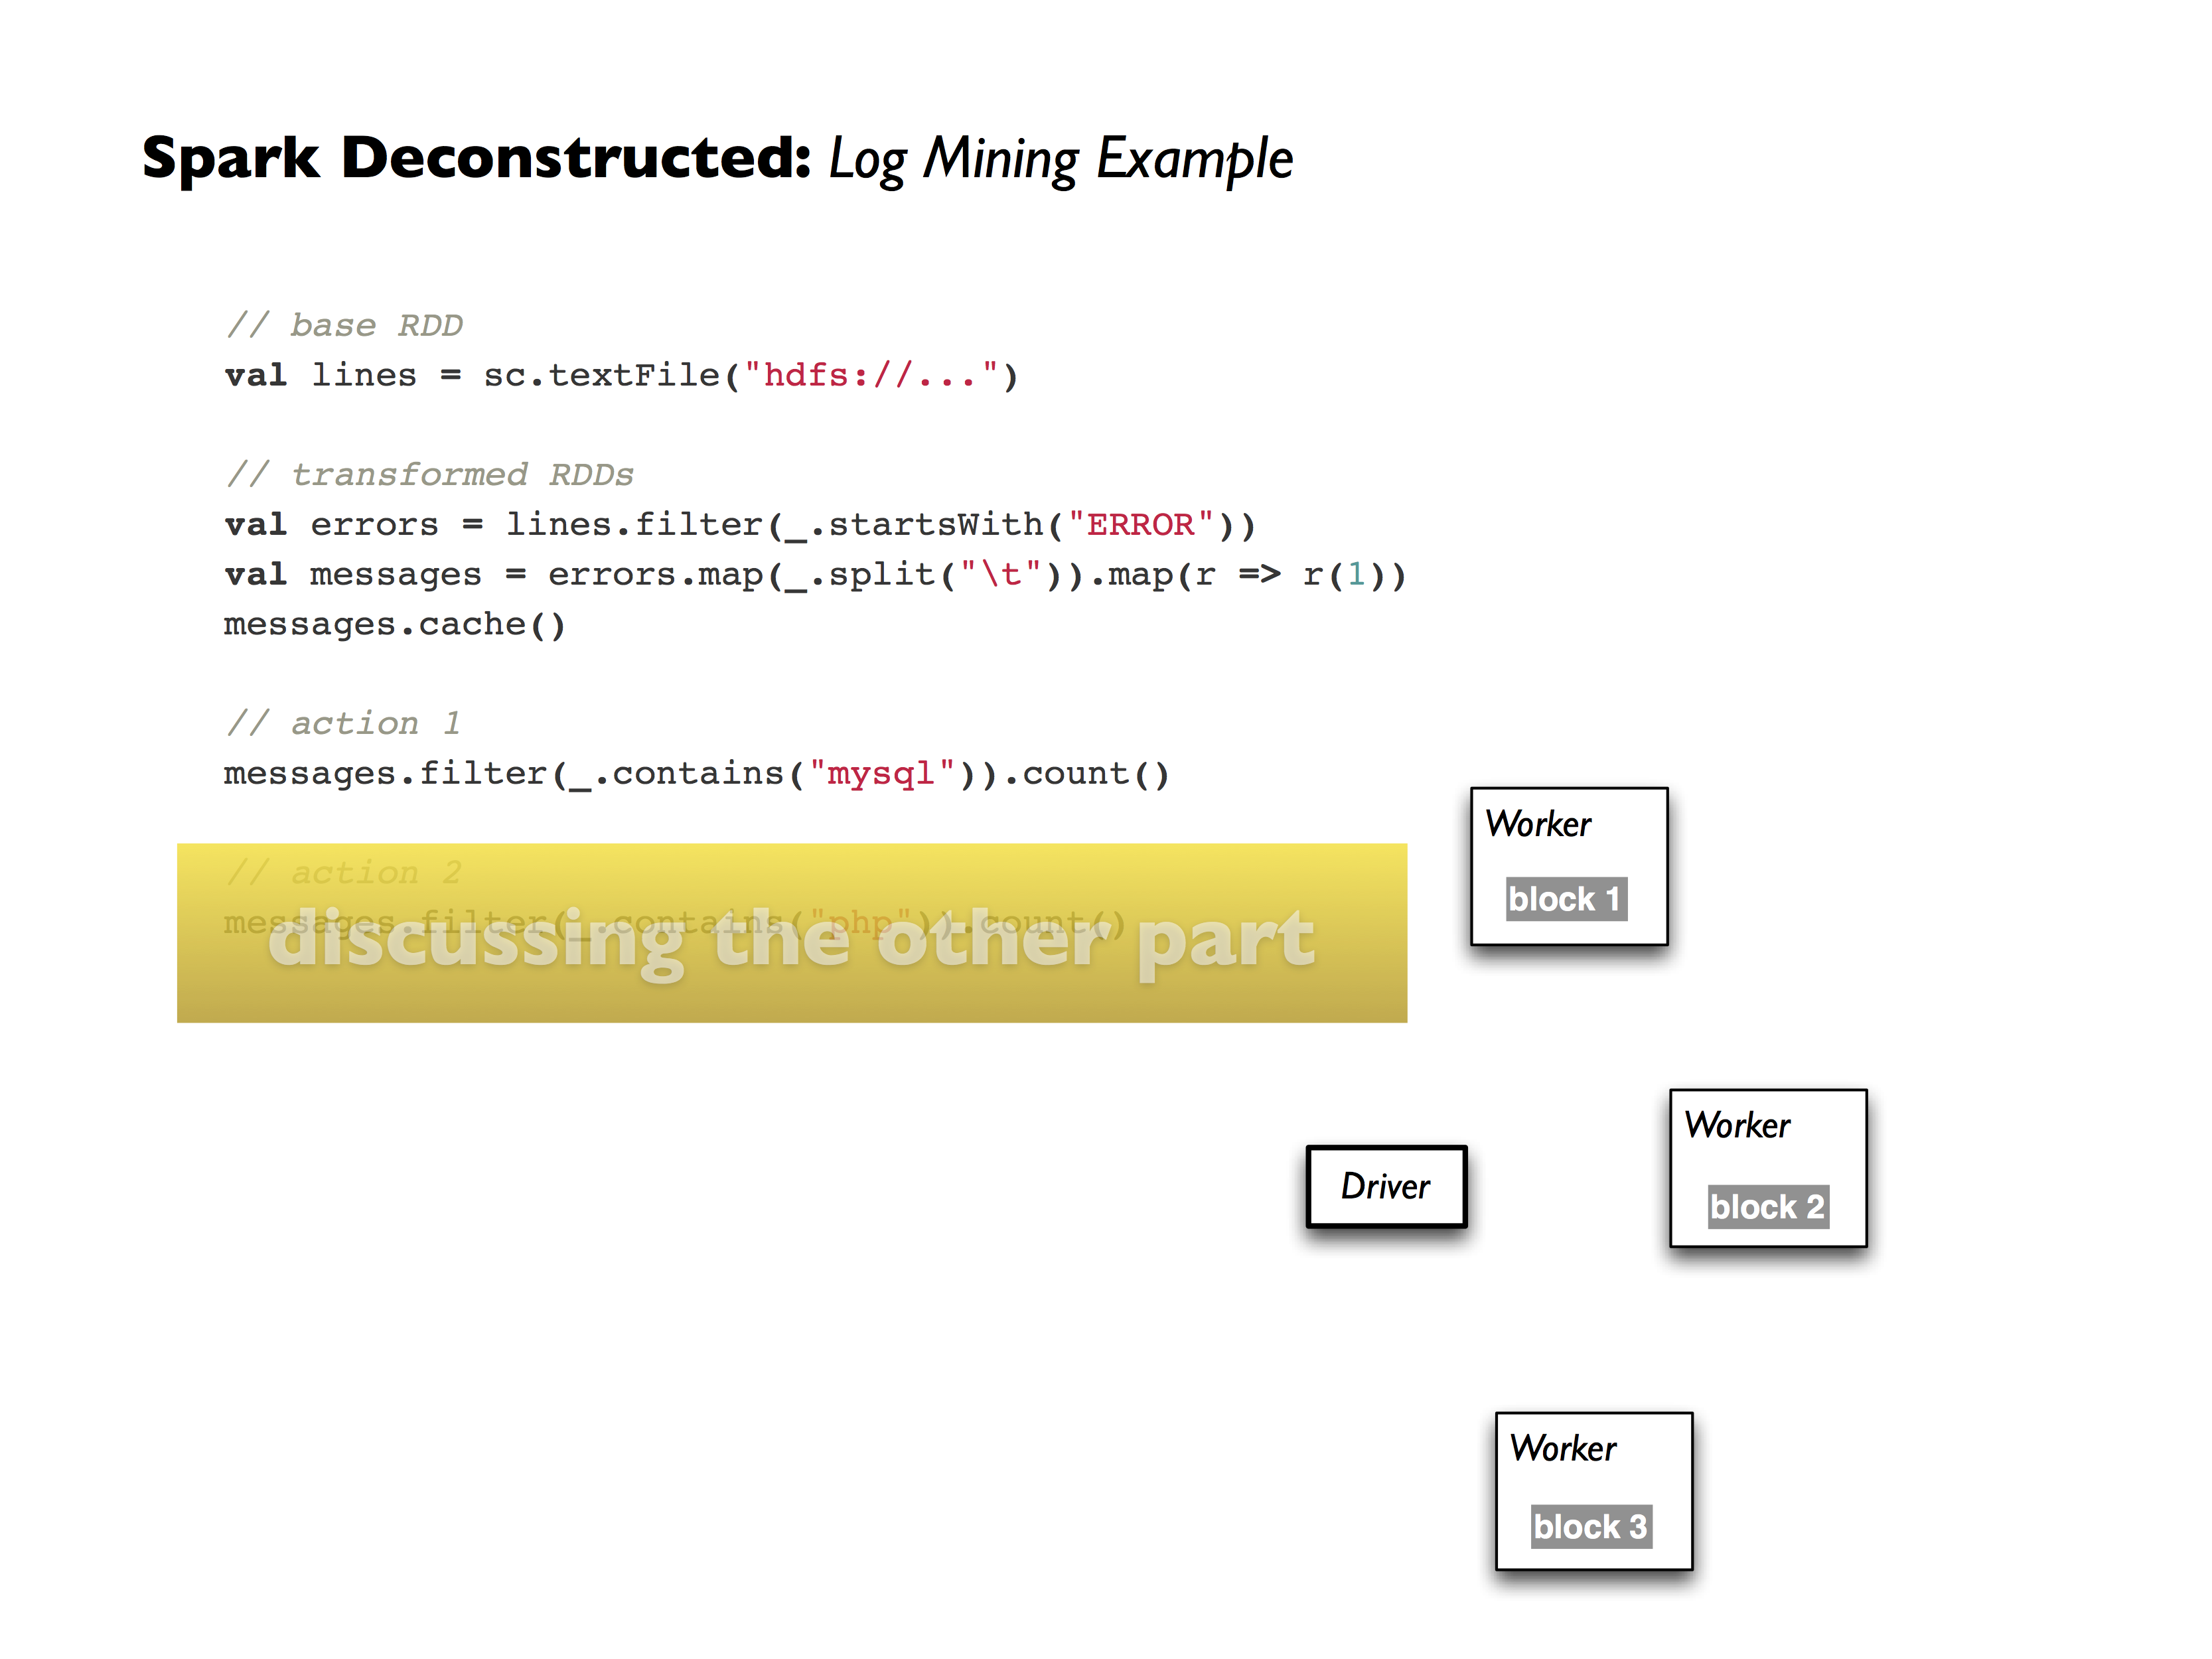 Spark Deconstructed: Log Mining Example
// base RDD
val lines = sc.textFile("hdfs://...")
// transformed RDDs
val errors = lines.filter(_.startsWith("ERROR"))
val messages = errors.map(_.split("\t")).map(r => r(1))
messages.cache()
// action 1
messages.filter(_.contains("mysql")).count()
// action 2
messages.filter(_.contains("php")).count()
discussing the other part
Worker
block 1
Worker
block 2
Driver
Worker
block 3